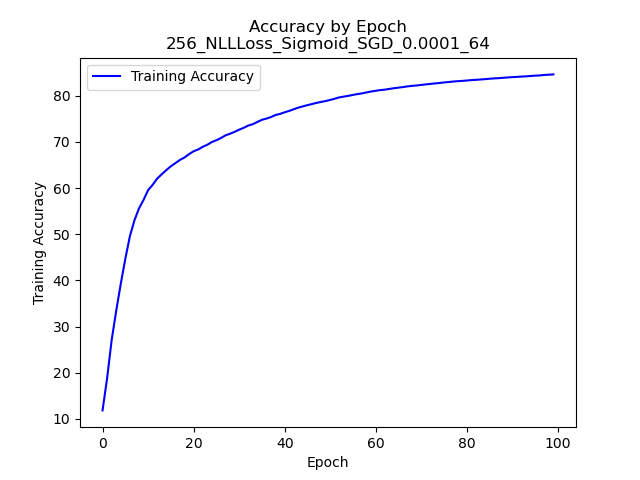 Accuracy by Epoch
256_NLLLoss_Sigmoid_SGD_0.0001_64
Training Accuracy
80
70
60
50
40
30
20
10
Training Accuracy
0 20 40 60 80 100
Epoch